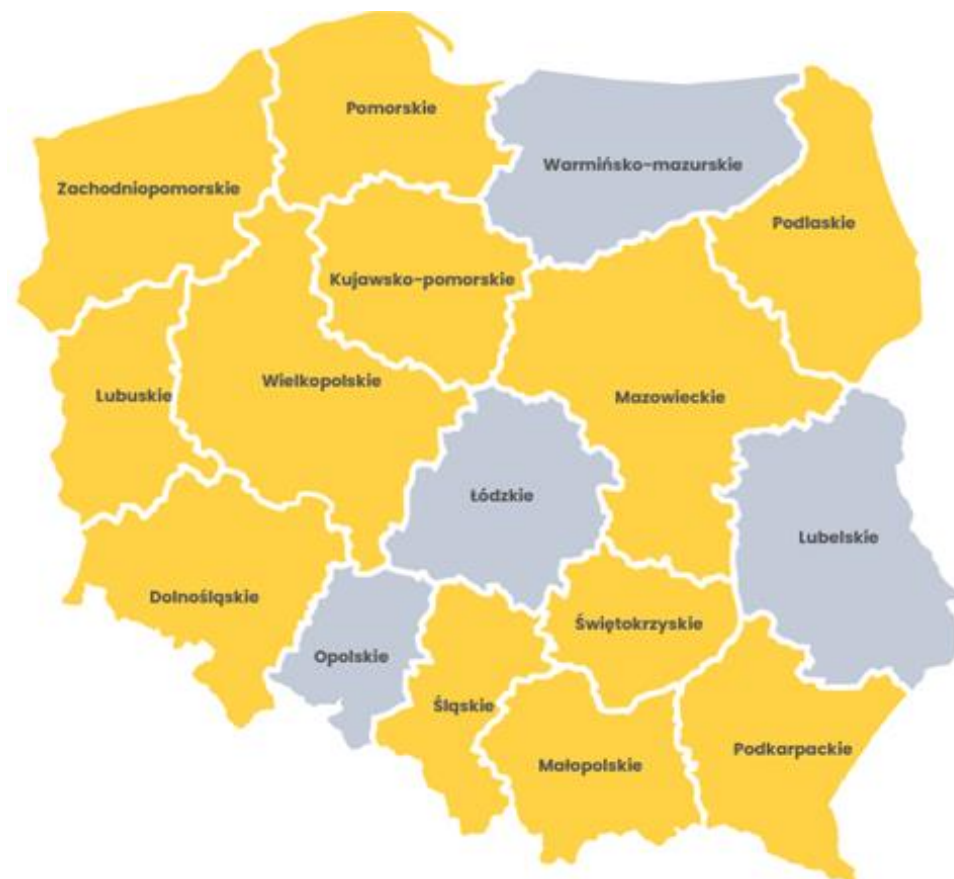 Pomorskie
Warmińsko-mazurskie
Zachodniopomorskie
Podlaskie
Kujawsko-pomorskie
Wielkopolskie
Lubuskie
Mazowieckie
Łódzkie
Lubelskie
Dolnośląskie
Świętokrzyskie
Opolskie
Śląskie
Podkarpackie
Małopolskie